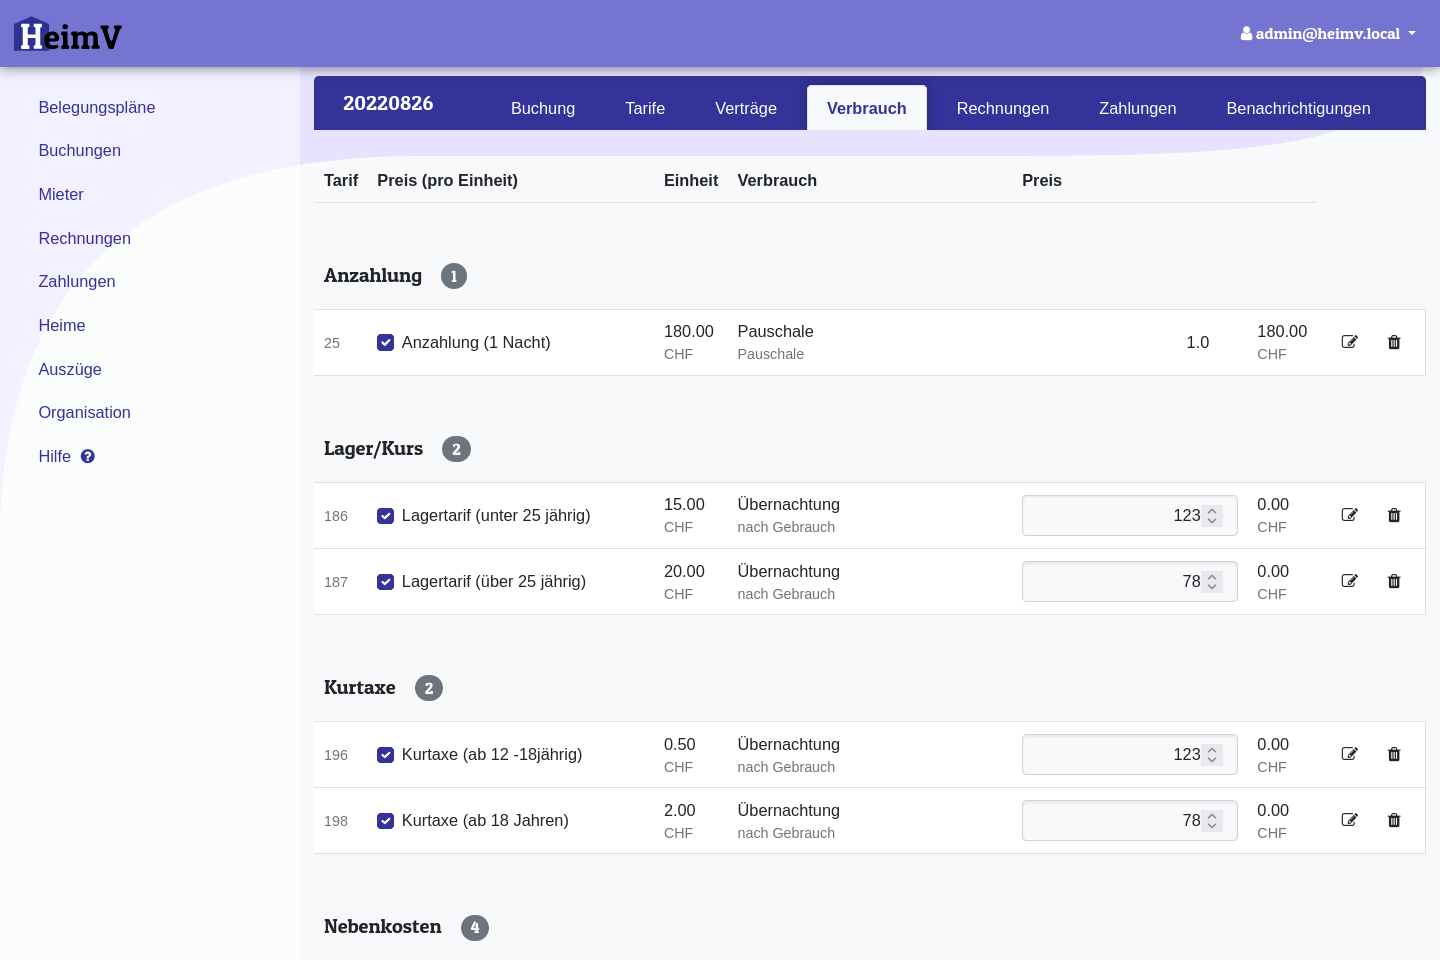 HeimV
admin@heimv.local
Belegungspläne
Buchungen
Mieter
Rechnungen
Zahlungen
Heime
Auszüge
Organisation
Hilfe
20220826 Buchung Tarife Verträge Verbrauch Rechnungen Zahlungen Benachrichtigungen
Tarif Preis (pro Einheit) Einheit Verbrauch Preis
Anzahlung 1
25 Anzahlung (1 Nacht) 180.00 CHF Pauschale Pauschale 1.0 180.00 CHF
Lager/Kurs 2
186 Lagertarif (unter 25 jährig) 15.00 CHF Übernachtung nach Gebrauch 123 0.00 CHF
187 Lagertarif (über 25 jährig) 20.00 CHF Übernachtung nach Gebrauch 78 0.00 CHF
Kurtaxe 2
196 Kurtaxe (ab 12 -18jährig) 0.50 CHF Übernachtung nach Gebrauch 123 0.00 CHF
198 Kurtaxe (ab 18 Jahren) 2.00 CHF Übernachtung nach Gebrauch 78 0.00 CHF
Nebenkosten 4